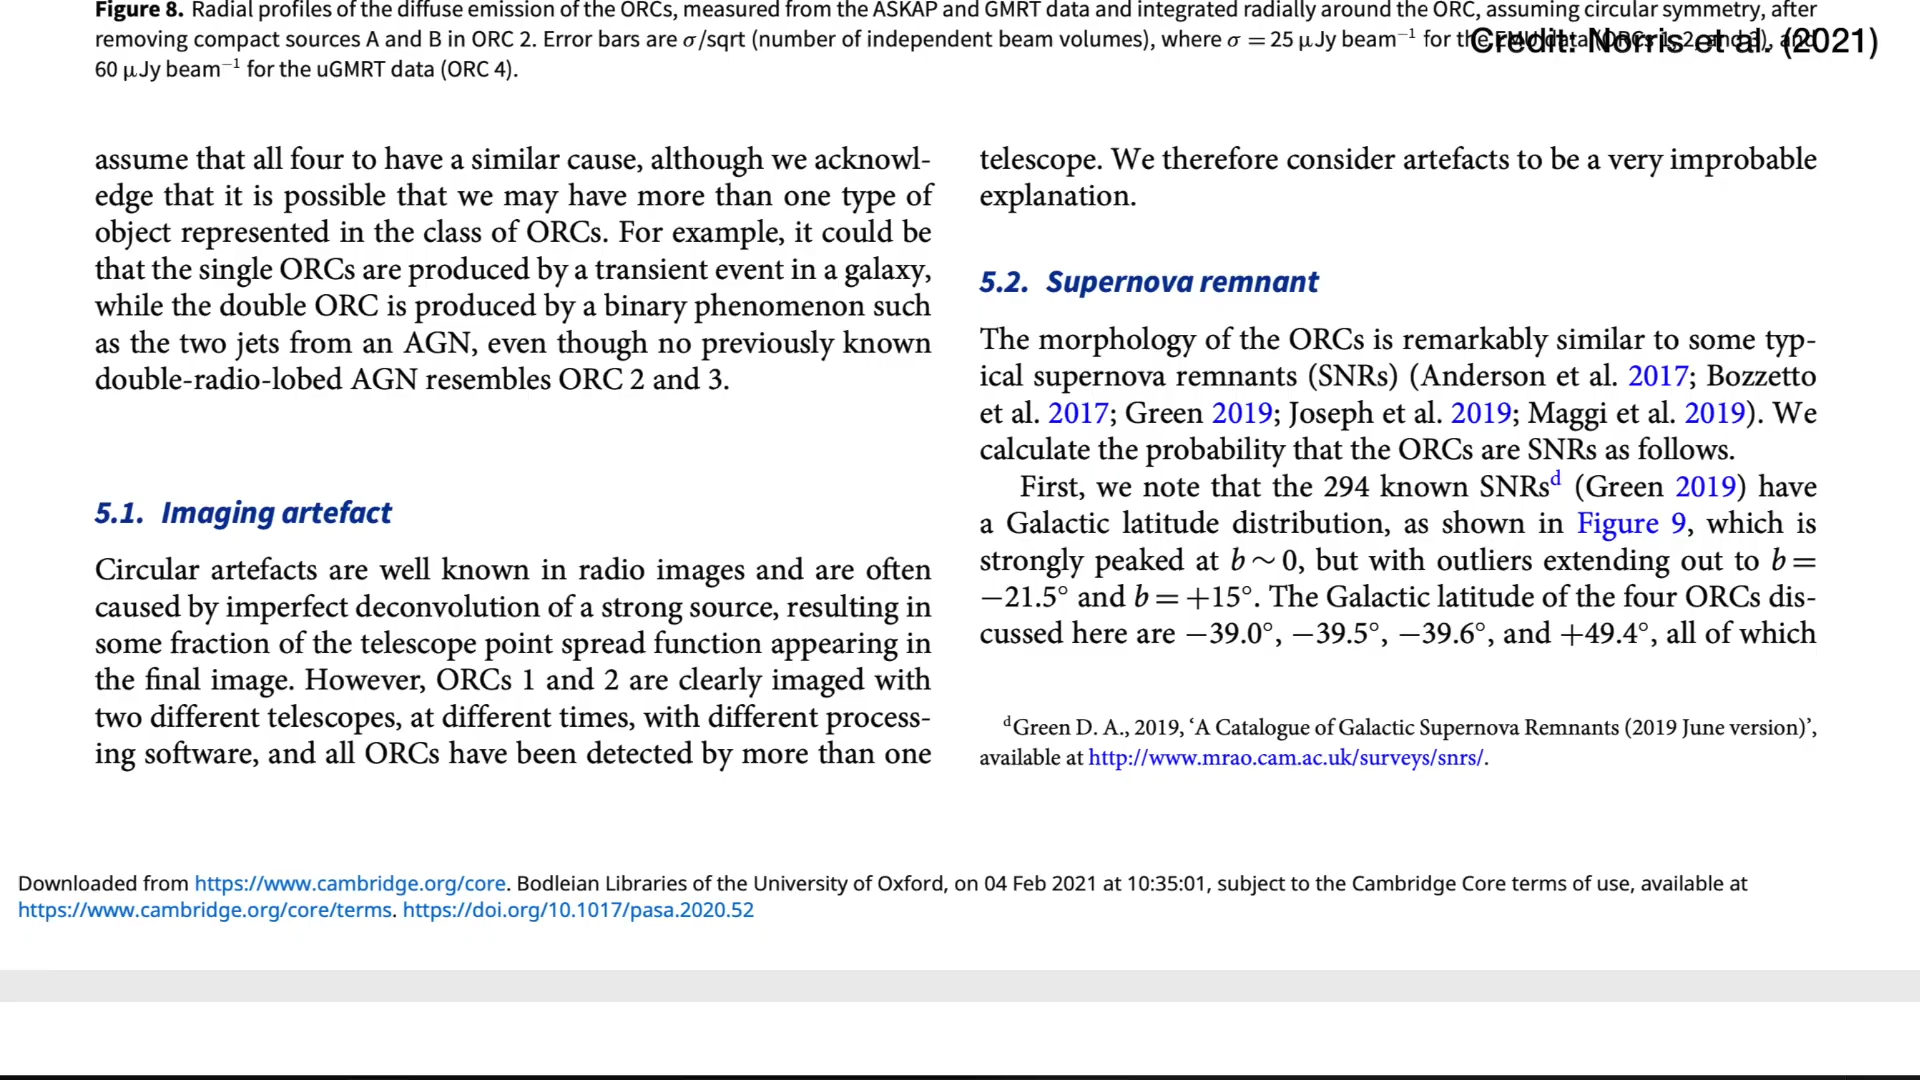 Figure 8. Radial profiles of the diffuse emission of the ORCs, measured from the ASKAP and GMRT data and integrated radially around the ORC, assuming circular symmetry, after
removing compact sources A and B in ORC 2. Error bars are σ/sqrt (number of independent beam volumes), where σ = 25 μJy beam⁻¹ for the EMU data (ORCs 1, 2, and 3), and
Credit: Norris et al. (2021)
60 μJy beam⁻¹ for the uGMRT data (ORC 4).
assume that all four to have a similar cause, although we acknowl-
edge that it is possible that we may have more than one type of
object represented in the class of ORCs. For example, it could be
that the single ORCs are produced by a transient event in a galaxy,
while the double ORC is produced by a binary phenomenon such
as the two jets from an AGN, even though no previously known
double-radio-lobed AGN resembles ORC 2 and 3.
5.1. Imaging artefact
Circular artefacts are well known in radio images and are often
caused by imperfect deconvolution of a strong source, resulting in
some fraction of the telescope point spread function appearing in
the final image. However, ORCs 1 and 2 are clearly imaged with
two different telescopes, at different times, with different process-
ing software, and all ORCs have been detected by more than one
telescope. We therefore consider artefacts to be a very improbable
explanation.
5.2. Supernova remnant
The morphology of the ORCs is remarkably similar to some typ-
ical supernova remnants (SNRs) (Anderson et al. 2017; Bozzetto
et al. 2017; Green 2019; Joseph et al. 2019; Maggi et al. 2019). We
calculate the probability that the ORCs are SNRs as follows.
First, we note that the 294 known SNRsᵈ (Green 2019) have
a Galactic latitude distribution, as shown in Figure 9, which is
strongly peaked at b ~ 0, but with outliers extending out to b =
−21.5° and b = +15°. The Galactic latitude of the four ORCs dis-
cussed here are −39.0°, −39.5°, −39.6°, and +49.4°, all of which
ᵈGreen D. A., 2019, ‘A Catalogue of Galactic Supernova Remnants (2019 June version)’,
available at http://www.mrao.cam.ac.uk/surveys/snrs/.
Downloaded from https://www.cambridge.org/core. Bodleian Libraries of the University of Oxford, on 04 Feb 2021 at 10:35:01, subject to the Cambridge Core terms of use, available at
https://www.cambridge.org/core/terms. https://doi.org/10.1017/pasa.2020.52